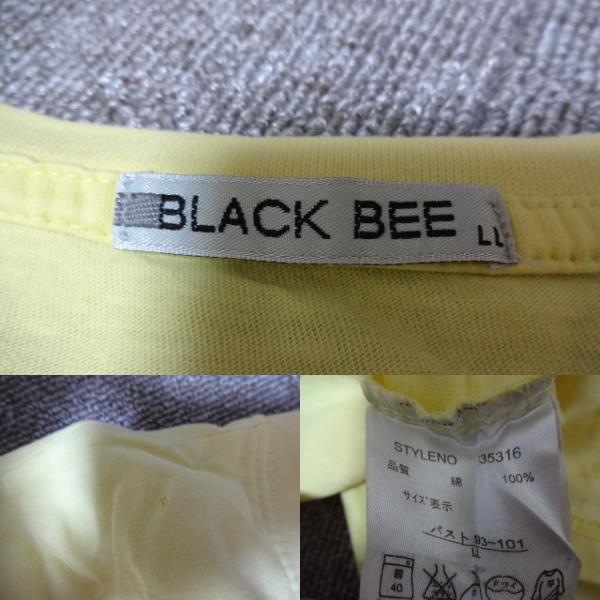 BLACK BEE
LL
STYLENO 35316
品質 綿 100%
サイズ表示
バスト 93-101
LL
40